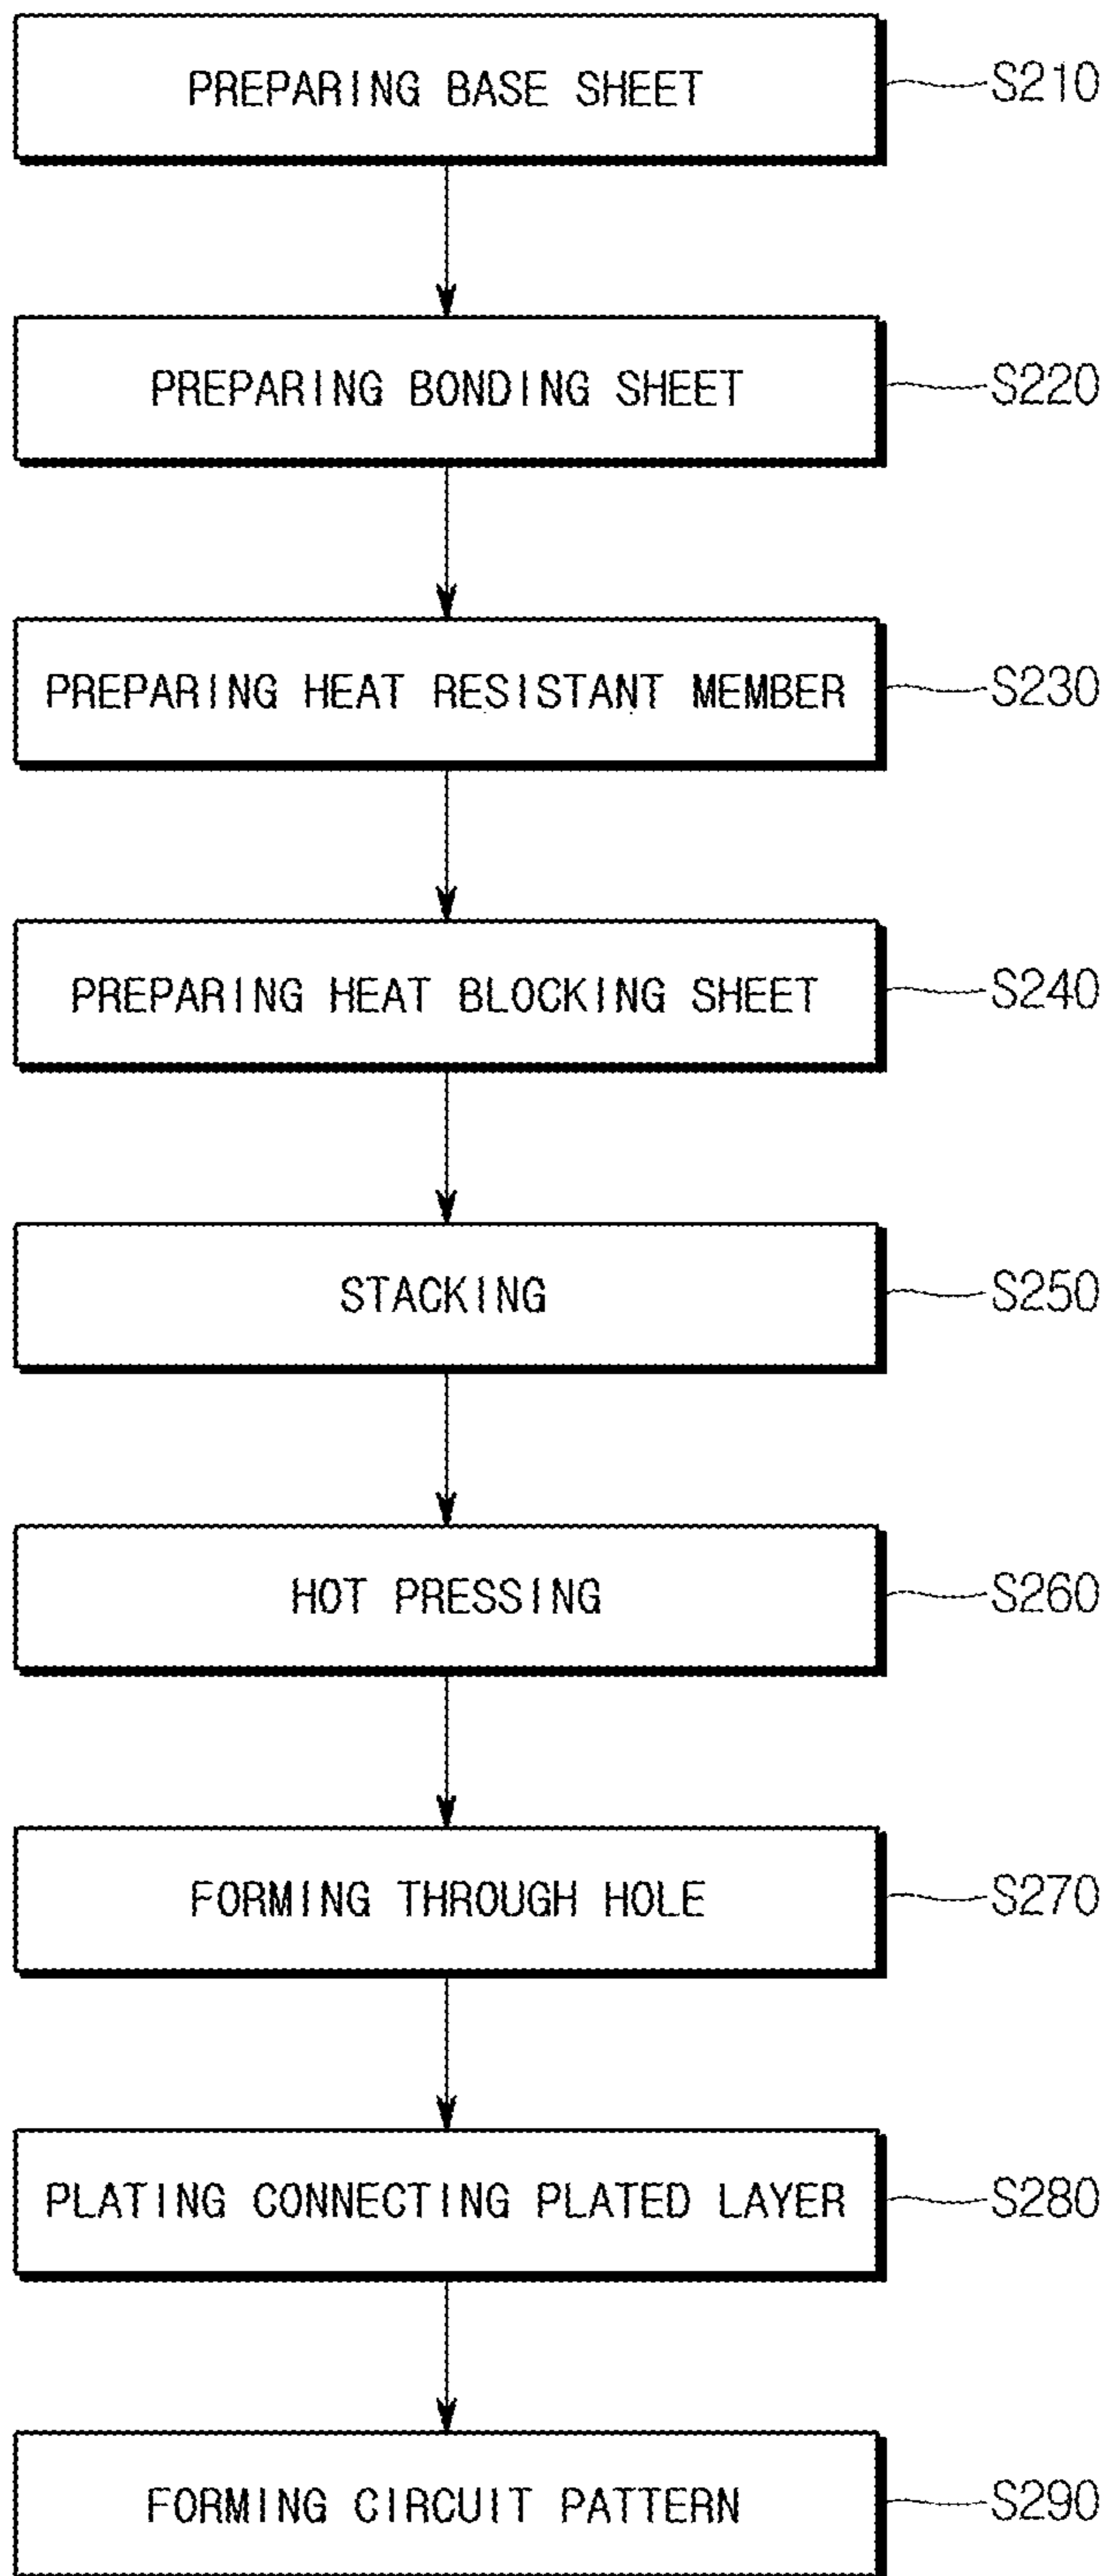 PREPARING BASE SHEET S210
PREPARING BONDING SHEET S220
PREPARING HEAT RESISTANT MEMBER S230
PREPARING HEAT BLOCKING SHEET S240
STACKING S250
HOT PRESSING S260
FORMING THROUGH HOLE S270
PLATING CONNECTING PLATED LAYER S280
FORMING CIRCUIT PATTERN S290